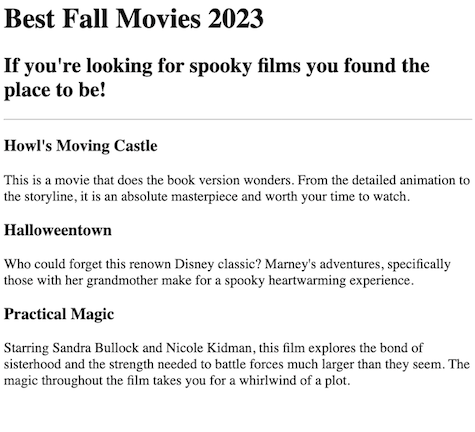 Best Fall Movies 2023
If you're looking for spooky films you found the
place to be!
Howl's Moving Castle
This is a movie that does the book version wonders. From the detailed animation to
the storyline, it is an absolute masterpiece and worth your time to watch.
Halloweentown
Who could forget this renown Disney classic? Marney's adventures, specifically
those with her grandmother make for a spooky heartwarming experience.
Practical Magic
Starring Sandra Bullock and Nicole Kidman, this film explores the bond of
sisterhood and the strength needed to battle forces much larger than they seem. The
magic throughout the film takes you for a whirlwind of a plot.